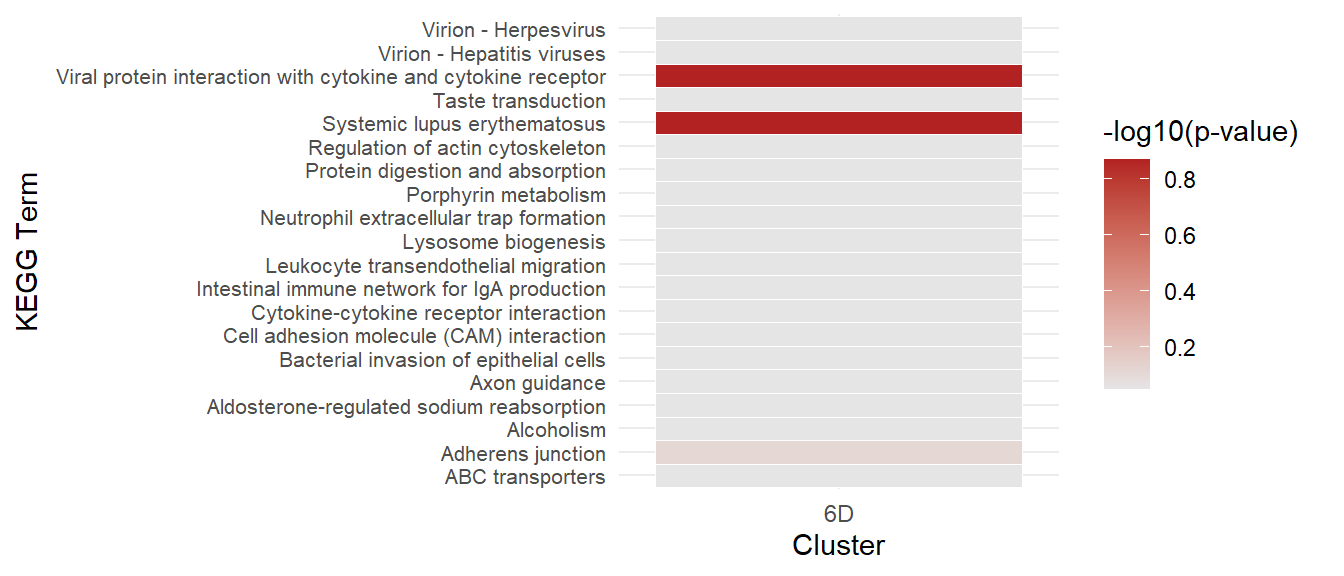 Virion - Herpesvirus
Virion - Hepatitis viruses
Viral protein interaction with cytokine and cytokine receptor
Taste transduction
Systemic lupus erythematosus
Regulation of actin cytoskeleton
Protein digestion and absorption
Porphyrin metabolism
Neutrophil extracellular trap formation
Lysosome biogenesis
Leukocyte transendothelial migration
Intestinal immune network for IgA production
Cytokine-cytokine receptor interaction
Cell adhesion molecule (CAM) interaction
Bacterial invasion of epithelial cells
Axon guidance
Aldosterone-regulated sodium reabsorption
Alcoholism
Adherens junction
ABC transporters
KEGG Term
6D
Cluster
-log10(p-value)
0.8
0.6
0.4
0.2